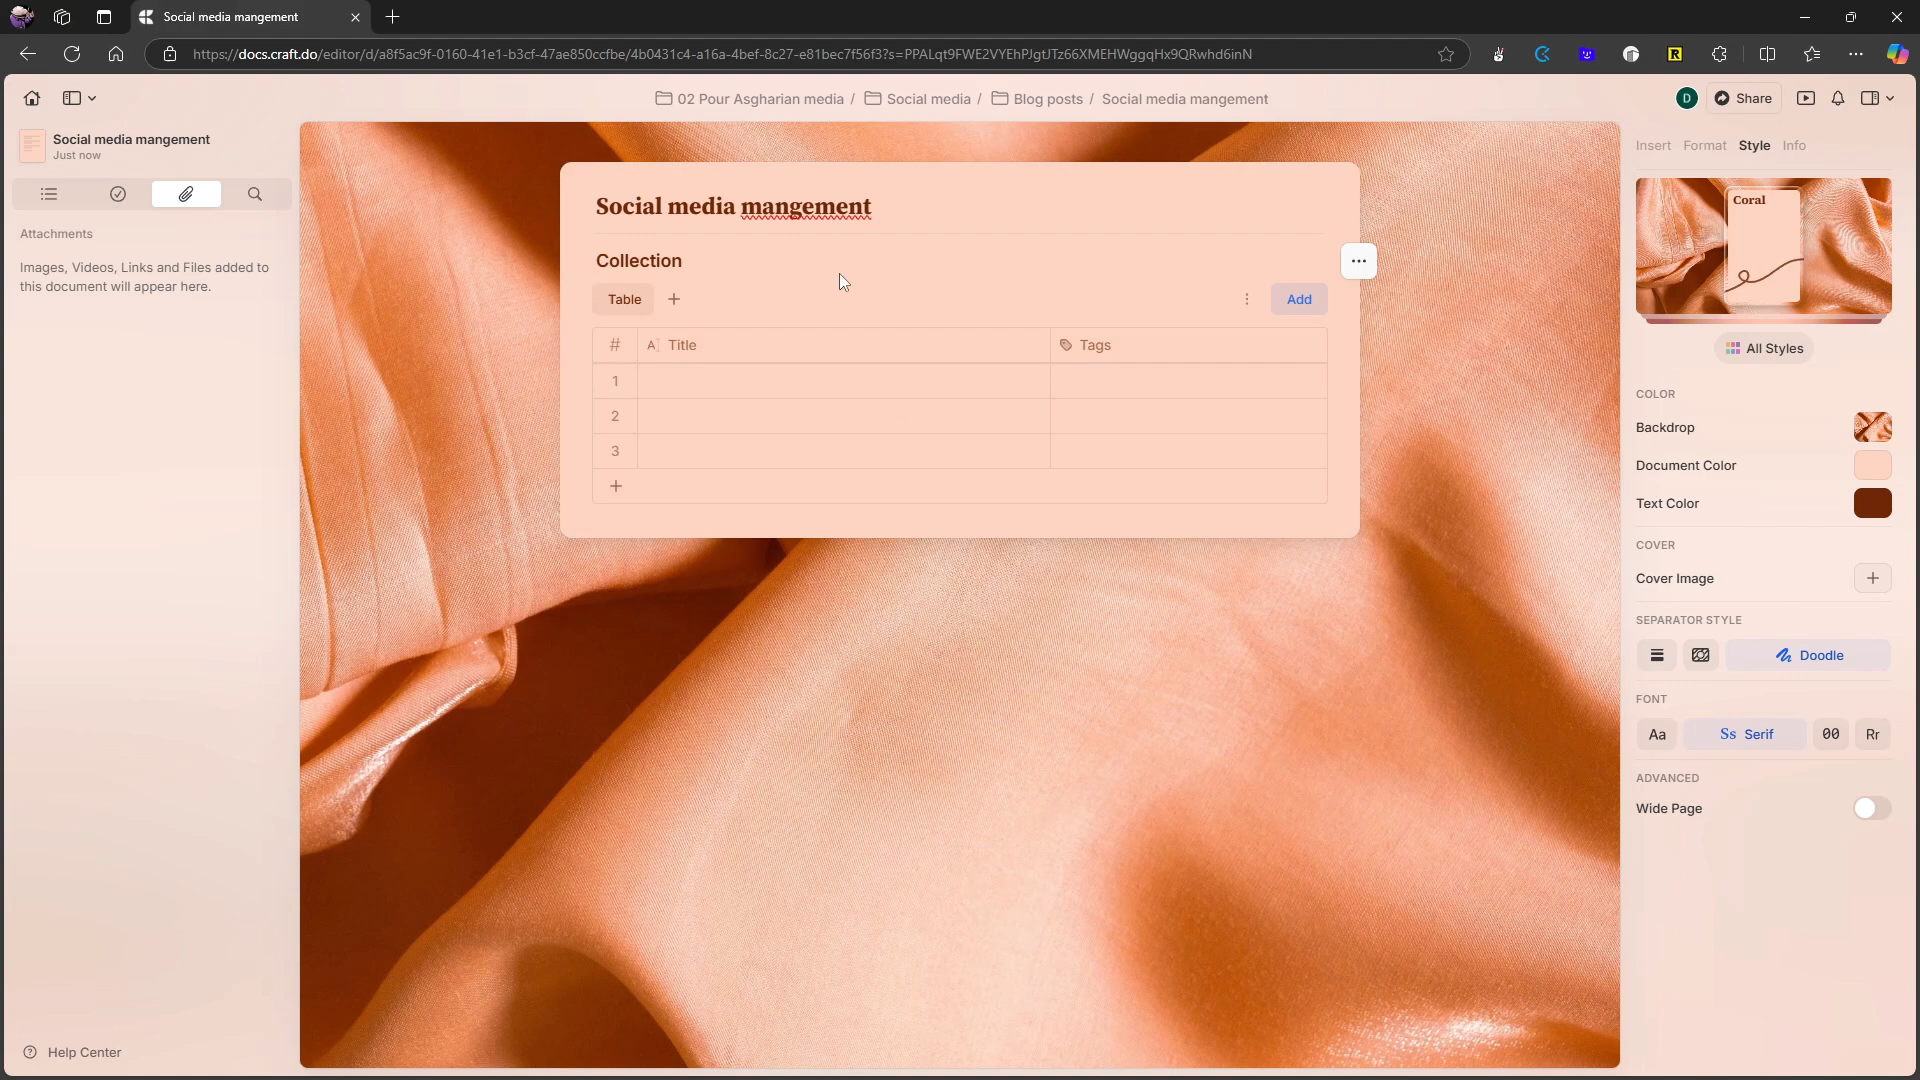 Social media mangement
https://docs.craft.do/editor/d/a8f5ac9f-0160-41e1-b3cf-47ae850ccfbe/4b0431c4-a16a-4bef-8c27-e81bec7f56f3?s=PPALqt9FWE2VYEhPJgtJTz66XMEHWggqHx9QRwhd6inN
R
02 Pour Asgharian media / Social media / Blog posts / Social media mangement
D
Share
Social media mangement
Just now
Attachments
Images, Videos, Links and Files added to
this document will appear here.
Help Center
Social media mangement
Collection
Table
Add
# Title Tags
1
2
3
Insert Format Style Info
Coral
All Styles
COLOR
Backdrop
Document Color
Text Color
COVER
Cover Image
SEPARATOR STYLE
Doodle
FONT
Aa Ss Serif 00 Rr
ADVANCED
Wide Page